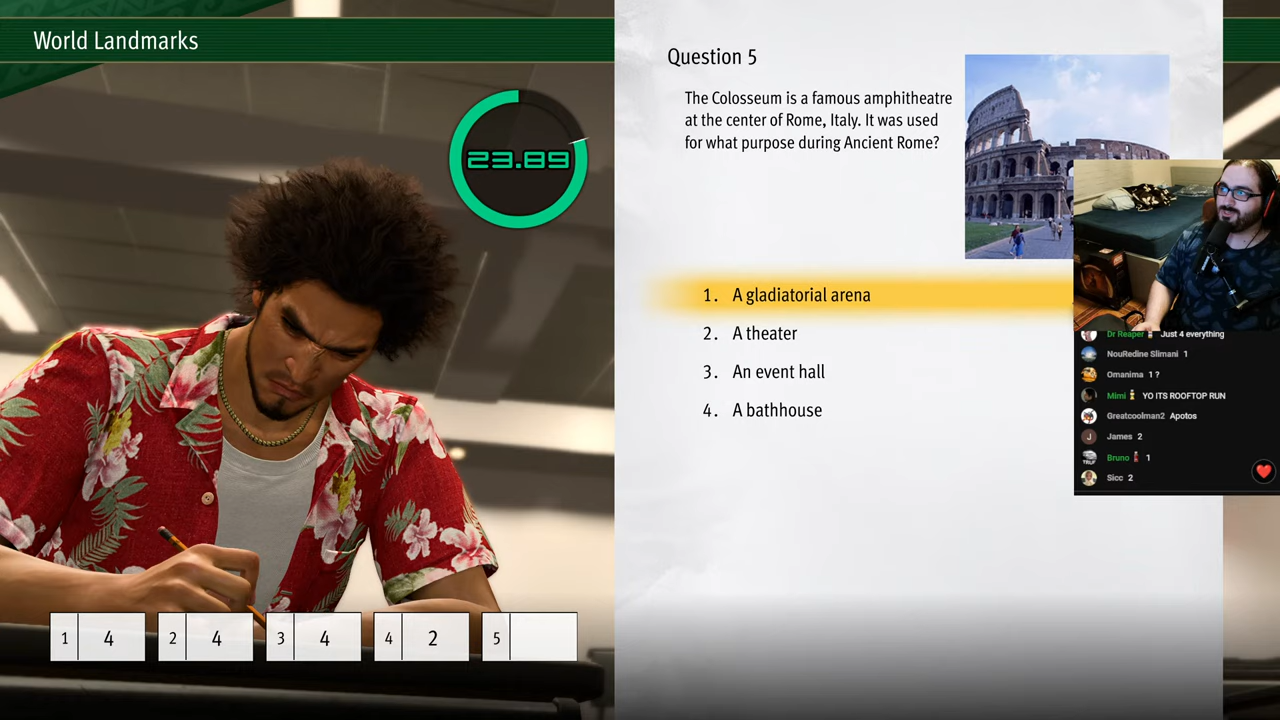 World Landmarks
23.89
Question 5
The Colosseum is a famous amphitheatre
at the center of Rome, Italy. It was used
for what purpose during Ancient Rome?
1. A gladiatorial arena
2. A theater
3. An event hall
4. A bathhouse
Dr Reaper Just 4 everything
NouRedine Slimani 1
Omanima 1 ?
Mimi YO ITS ROOFTOP RUN
Greatcoolman2 Apotos
J James 2
Bruno 1
Sicc 2
1 4 2 4 3 4 4 2 5